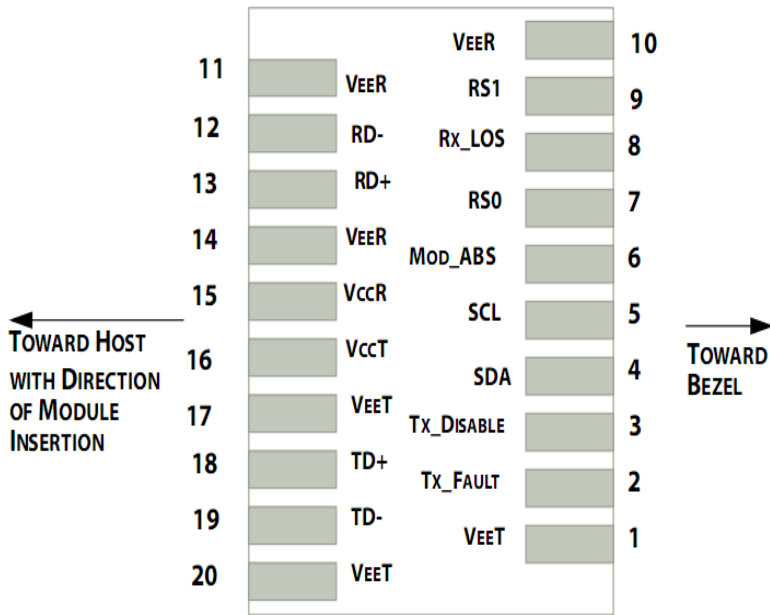 11 VEER
12 RD-
13 RD+
14 VEER
15 VCCR
16 VCCT
17 VEET
18 TD+
19 TD-
20 VEET
VEER 10
RS1 9
RX_LOS 8
RS0 7
MOD_ABS 6
SCL 5
SDA 4
TX_DISABLE 3
TX_FAULT 2
VEET 1
TOWARD HOST
WITH DIRECTION
OF MODULE
INSERTION
TOWARD
BEZEL